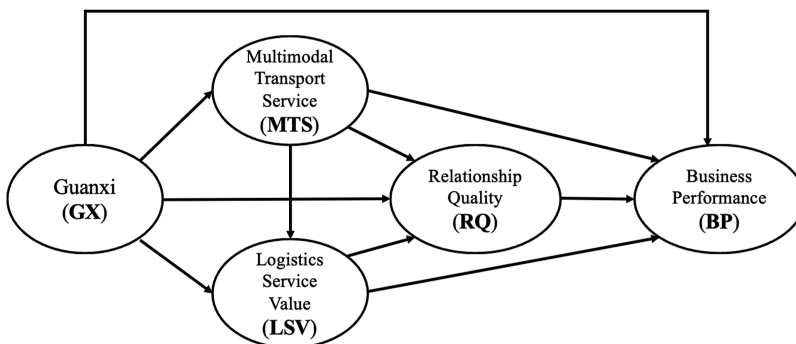 Multimodal
Transport
Service
(MTS)
Guanxi
(GX)
Relationship
Quality
(RQ)
Business
Performance
(BP)
Logistics
Service
Value
(LSV)